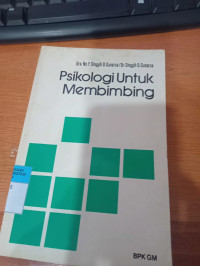 Dra. Ny. Y. Singgih D. Gunarsa / Dr. Singgih D. Gunarsa
Psikologi Untuk
Membimbing
BPK GM